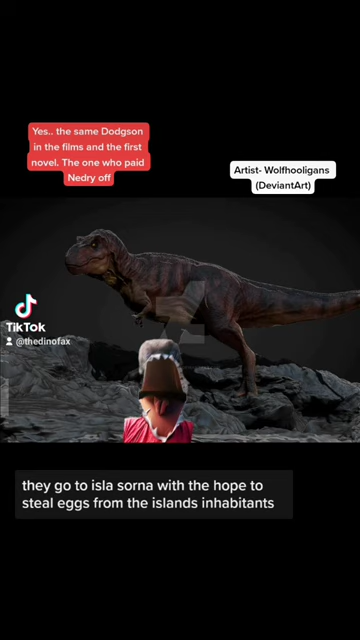 Yes.. the same Dodgson
in the films and the first
novel. The one who paid
Nedry off
Artist- Wolfhooligans
(DeviantArt)
TikTok
@thedinofax
they go to isla sorna with the hope to
steal eggs from the islands inhabitants